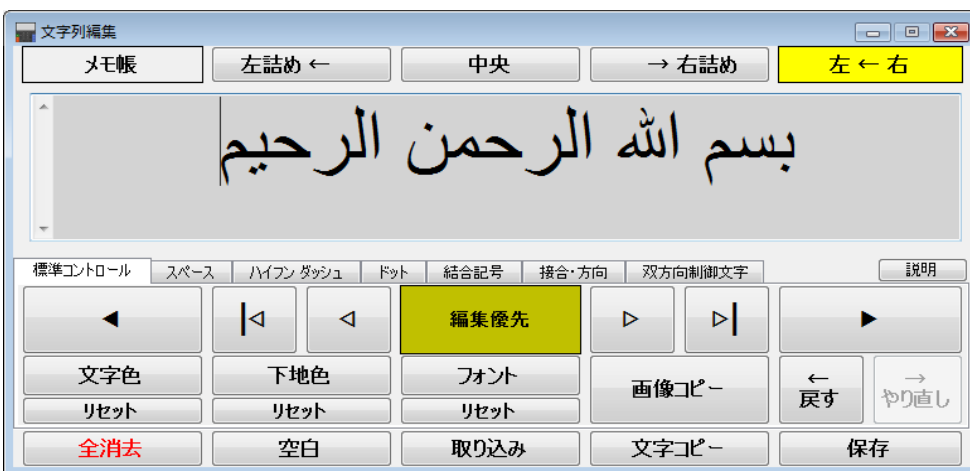 文字列編集
メモ帳 左詰め ← 中央 → 右詰め 左 ← 右
بسم الله الرحمن الرحيم
標準コントロール スペース ハイフン ダッシュ ドット 結合記号 接合・方向 双方向制御文字 説明
◀ |◁ ◁ 編集優先 ▷ ▷| ▶
文字色 下地色 フォント 画像コピー ← 戻す → やり直し
リセット リセット リセット
全消去 空白 取り込み 文字コピー 保存